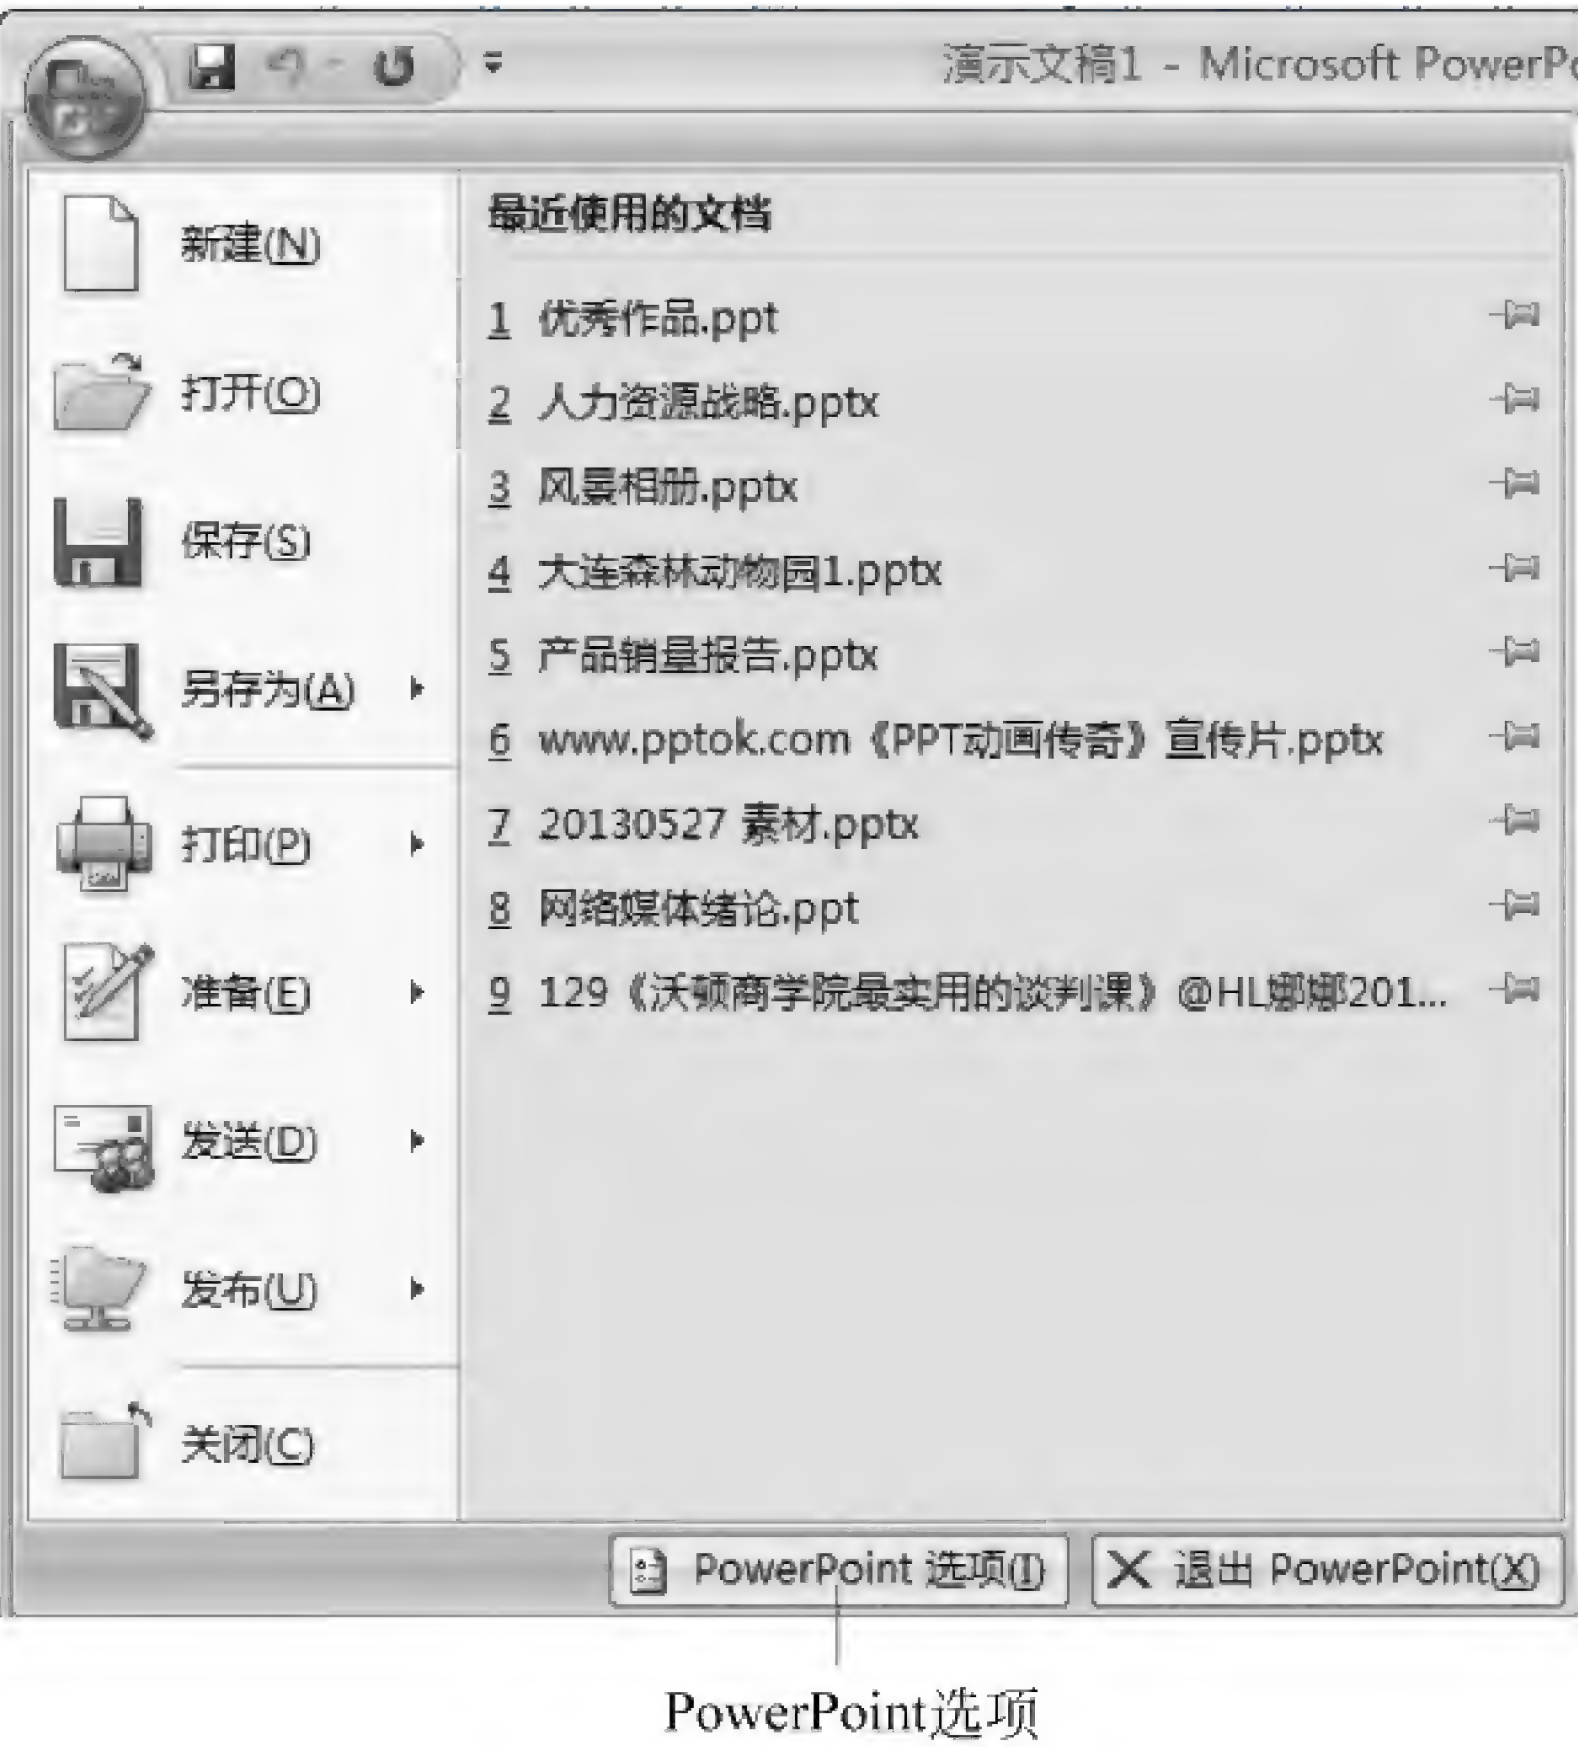 演示文稿1 - Microsoft PowerPo
新建(N)
打开(O)
保存(S)
另存为(A)
打印(P)
准备(E)
发送(D)
发布(U)
关闭(C)
最近使用的文档
1 优秀作品.ppt
2 人力资源战略.pptx
3 风景相册.pptx
4 大连森林动物园1.pptx
5 产品销量报告.pptx
6 www.pptok.com《PPT动画传奇》宣传片.pptx
7 20130527 素材.pptx
8 网络媒体绪论.ppt
9 129《沃顿商学院最实用的谈判课》@HL娜娜201...
PowerPoint 选项(I)
退出 PowerPoint(X)
PowerPoint选项